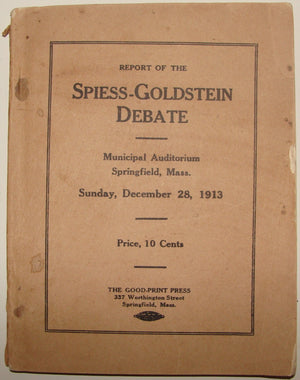 REPORT OF THE
SPIESS-GOLDSTEIN
DEBATE
Municipal Auditorium
Springfield, Mass.
Sunday, December 28, 1913
Price, 10 Cents
THE GOOD-PRINT PRESS
337 Worthington Street
Springfield, Mass.